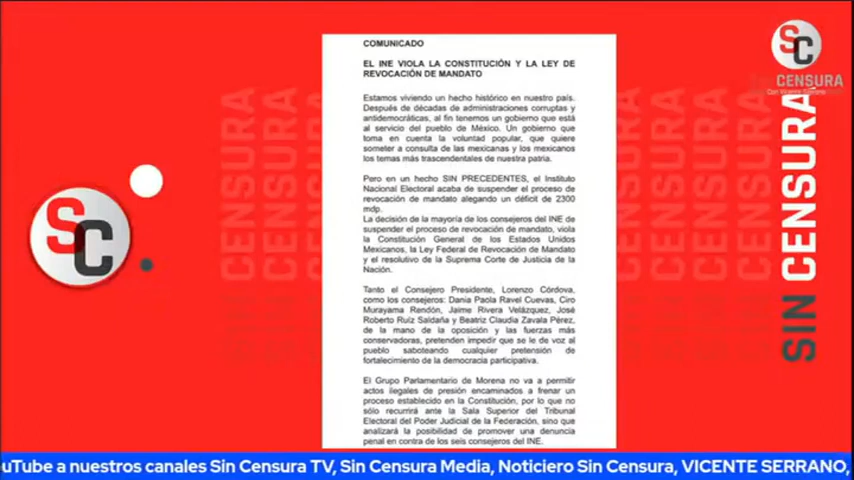 COMUNICADO
EL INE VIOLA LA CONSTITUCIÓN Y LA LEY DE
REVOCACIÓN DE MANDATO
Estamos viviendo un hecho histórico en nuestro país.
Después de décadas de administraciones corruptas y
antidemocráticas, al fin tenemos un gobierno que está
al servicio del pueblo de México. Un gobierno que
toma en cuenta la voluntad popular, que quiere
someter a consulta de las mexicanas y los mexicanos
los temas más trascendentales de nuestra patria.
Pero en un hecho SIN PRECEDENTES, el Instituto
Nacional Electoral acaba de suspender el proceso de
revocación de mandato alegando un déficit de 2300
mdp.
La decisión de la mayoría de los consejeros del INE de
suspender el proceso de revocación de mandato, viola
la Constitución General de los Estados Unidos
Mexicanos, la Ley Federal de Revocación de Mandato
y el resolutivo de la Suprema Corte de Justicia de la
Nación.
Tanto el Consejero Presidente, Lorenzo Córdova,
como los consejeros: Dania Paola Ravel Cuevas, Ciro
Murayama Rendón, Jaime Rivera Velázquez, José
Roberto Ruíz Saldaña y Beatriz Claudia Zavala Pérez,
de la mano de la oposición y las fuerzas más
conservadoras, pretenden impedir que se le de voz al
pueblo saboteando cualquier pretensión de
fortalecimiento de la democracia participativa.
El Grupo Parlamentario de Morena no va a permitir
actos ilegales de presión encaminados a frenar un
proceso establecido en la Constitución, por lo que no
sólo recurrirá ante la Sala Superior del Tribunal
Electoral del Poder Judicial de la Federación, sino que
analizará la posibilidad de promover una denuncia
penal en contra de los seis consejeros del INE.
SC
SC
CENSURA
Con Vicente Serrano
SIN CENSURA
SIN CENSURA
uTube a nuestros canales Sin Censura TV, Sin Censura Media, Noticiero Sin Censura, VICENTE SERRANO,